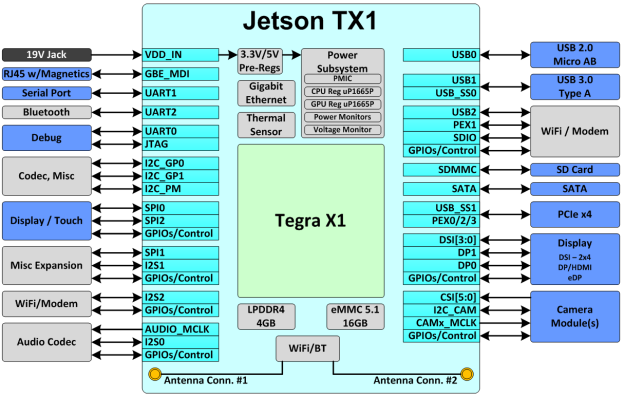 Jetson TX1
19V Jack
RJ45 w/Magnetics
Serial Port
Bluetooth
Debug
Codec, Misc
Display / Touch
Misc Expansion
WiFi/Modem
Audio Codec
VDD_IN
GBE_MDI
UART1
UART2
UART0
JTAG
I2C_GP0
I2C_GP1
I2C_PM
SPI0
SPI2
GPIOs/Control
SPI1
I2S1
GPIOs/Control
I2S2
GPIOs/Control
AUDIO_MCLK
I2S0
GPIOs/Control
3.3V/5V
Pre-Regs
Gigabit
Ethernet
Thermal
Sensor
Power
Subsystem
PMIC
CPU Reg uP1665P
GPU Reg uP1665P
Power Monitors
Voltage Monitor
Tegra X1
LPDDR4
4GB
eMMC 5.1
16GB
WiFi/BT
Antenna Conn. #1
Antenna Conn. #2
USB0
USB1
USB_SS0
USB2
PEX1
SDIO
GPIOs/Control
SDMMC
SATA
USB_SS1
PEX0/2/3
DSI[3:0]
DP1
DP0
GPIOs/Control
CSI[5:0]
I2C_CAM
CAMx_MCLK
GPIOs/Control
USB 2.0
Micro AB
USB 3.0
Type A
WiFi / Modem
SD Card
SATA
PCIe x4
Display
DSI – 2x4
DP/HDMI
eDP
Camera
Module(s)